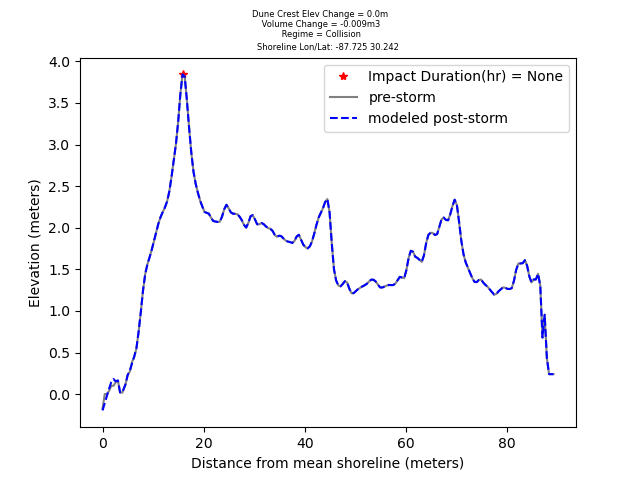 Dune Crest Elev Change = 0.0m
Volume Change = -0.009m3
Regime = Collision
Shoreline Lon/Lat: -87.725 30.242
4.0
3.5
3.0
2.5
2.0
1.5
1.0
0.5
0.0
Elevation (meters)
Impact Duration(hr) = None
pre-storm
modeled post-storm
0 20 40 60 80
Distance from mean shoreline (meters)